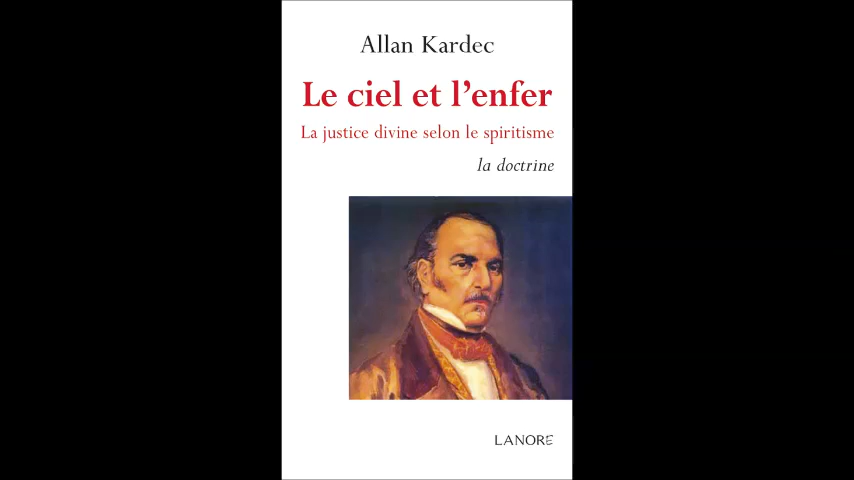 Allan Kardec
Le ciel et l’enfer
La justice divine selon le spiritisme
la doctrine
LANORE